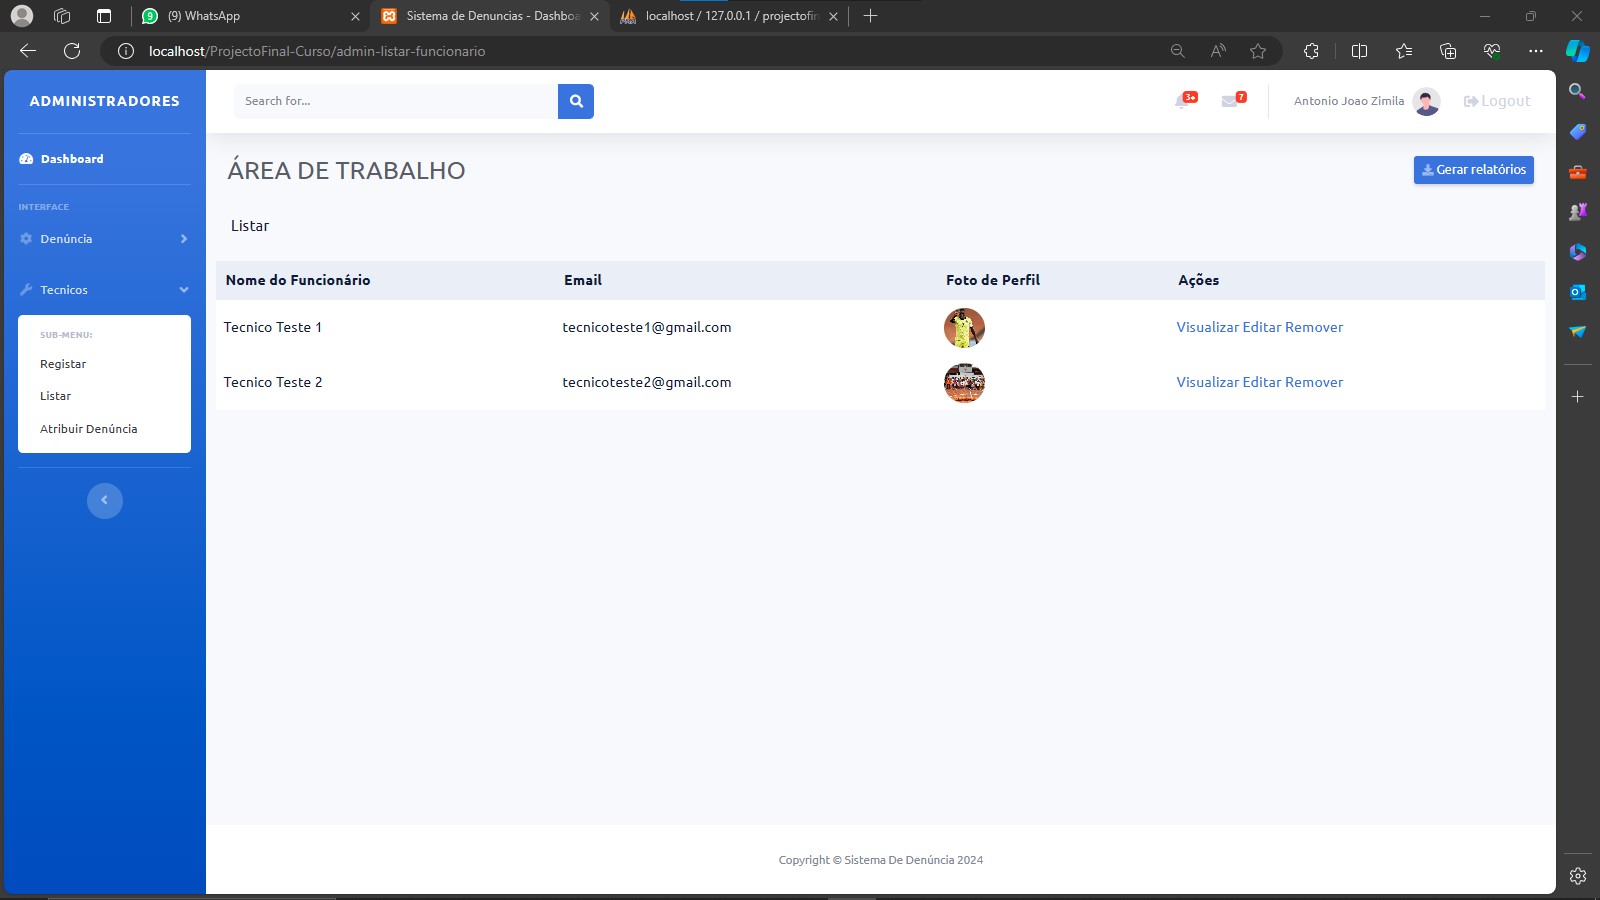 9
(9) WhatsApp
Sistema de Denuncias - Dashboa
localhost / 127.0.0.1 / projectofin
localhost/ProjectoFinal-Curso/admin-listar-funcionario
ADMINISTRADORES
Search for...
3+
7
Antonio Joao Zimila
Logout
Dashboard
ÁREA DE TRABALHO
Gerar relatórios
INTERFACE
Denúncia
Listar
Tecnicos
Nome do Funcionário
Email
Foto de Perfil
Ações
SUB-MENU:
Registar
Listar
Atribuir Denúncia
Tecnico Teste 1
tecnicoteste1@gmail.com
Visualizar Editar Remover
Tecnico Teste 2
tecnicoteste2@gmail.com
Visualizar Editar Remover
Copyright © Sistema De Denúncia 2024